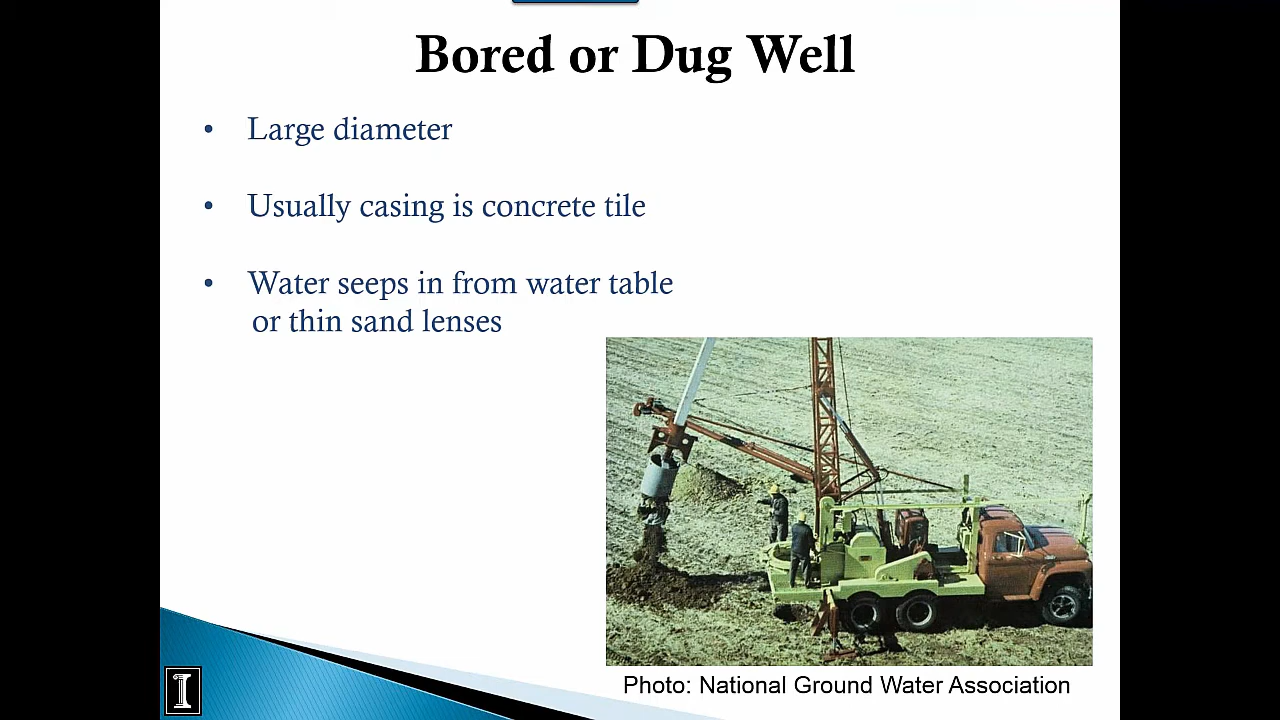 Bored or Dug Well
• Large diameter
• Usually casing is concrete tile
• Water seeps in from water table
or thin sand lenses
Photo: National Ground Water Association
I